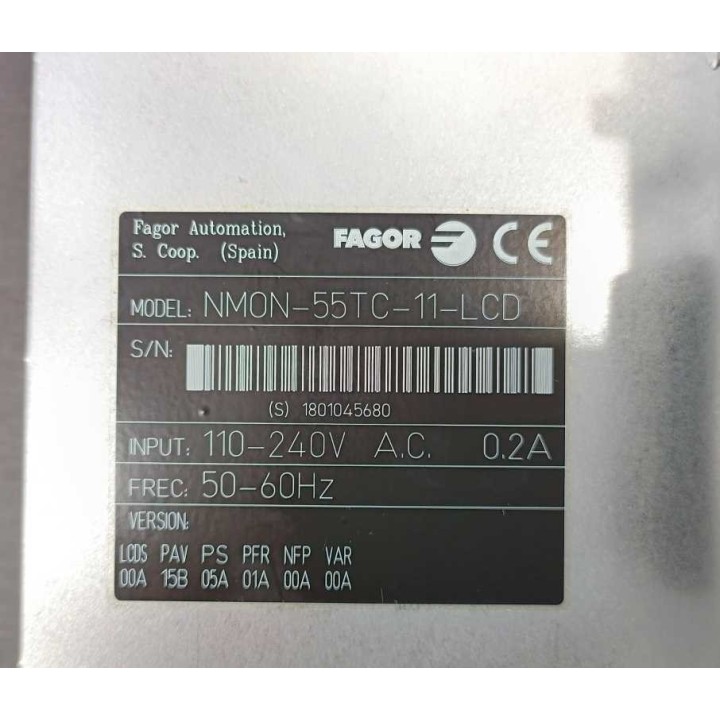 Fagor Automation,
S. Coop. (Spain)
FAGOR CE
MODEL: NMON-55TC-11-LCD
S/N:
(S) 1801045680
INPUT: 110-240V A.C. 0.2A
FREC: 50-60Hz
VERSION:
LCDS PAV PS PFR NFP VAR
00A 15B 05A 01A 00A 00A